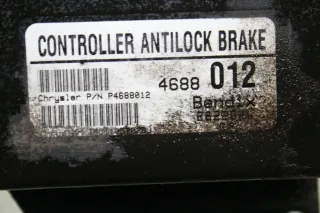 CONTROLLER ANTILOCK BRAKE
4688 012
Chrysler P/N P4688012
Bendix